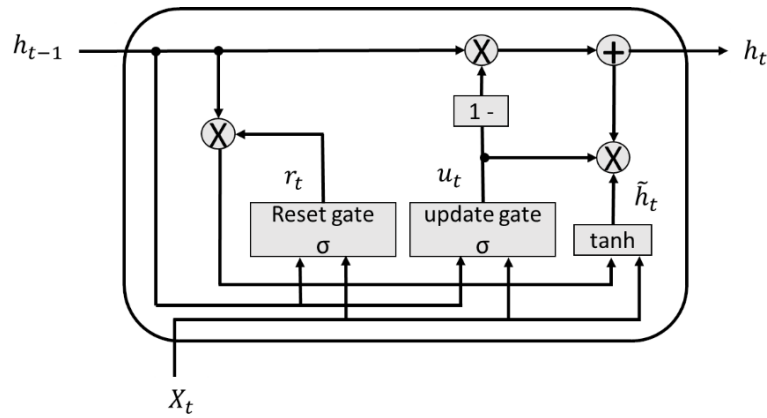 h_{t-1}
X
+
h_t
1 -
X
X
r_t
u_t
h̃_t
Reset gate
σ
update gate
σ
tanh
X_t